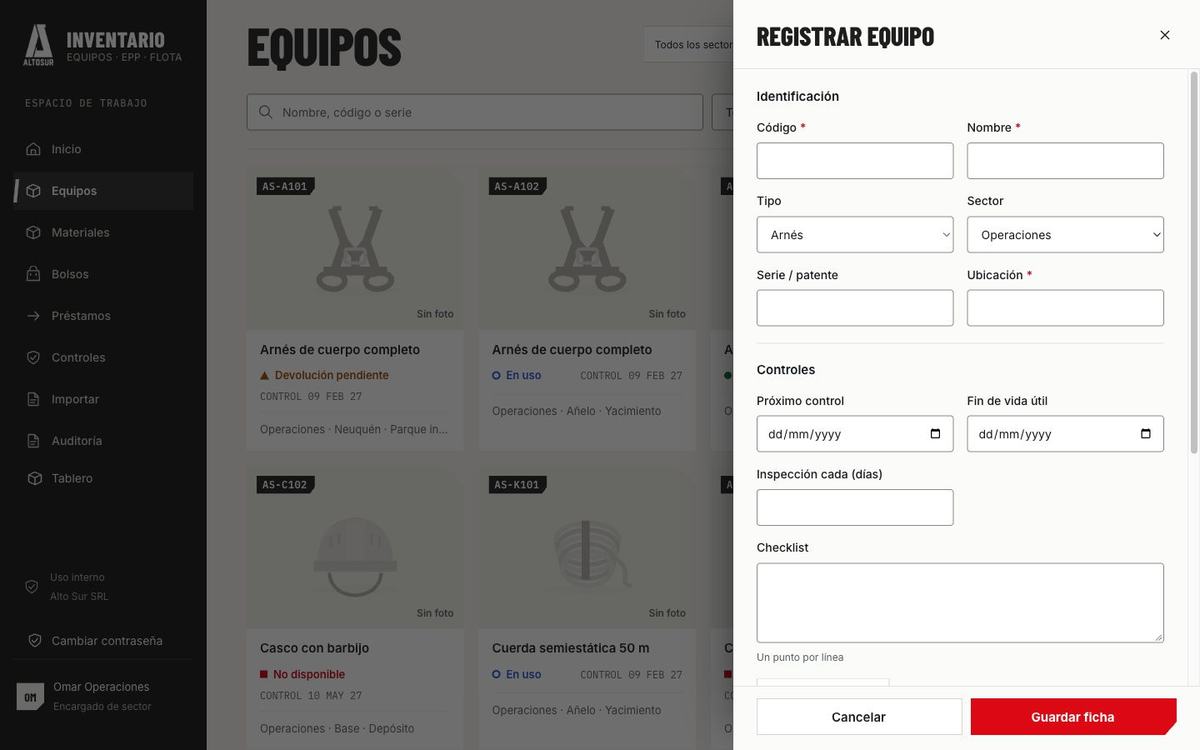 ALTOSUR
INVENTARIO
EQUIPOS · EPP · FLOTA
ESPACIO DE TRABAJO
Inicio
Equipos
Materiales
Bolsos
Préstamos
Controles
Importar
Auditoría
Tablero
Uso interno
Alto Sur SRL
Cambiar contraseña
OM
Omar Operaciones
Encargado de sector
EQUIPOS
Todos los sector
Nombre, código o serie
AS-A101
Sin foto
Arnés de cuerpo completo
Devolución pendiente
CONTROL 09 FEB 27
Operaciones · Neuquén · Parque in...
AS-A102
Sin foto
Arnés de cuerpo completo
En uso
CONTROL 09 FEB 27
Operaciones · Añelo · Yacimiento
AS-C102
Sin foto
Casco con barbijo
No disponible
CONTROL 10 MAY 27
Operaciones · Base · Depósito
AS-K101
Sin foto
Cuerda semiestática 50 m
En uso
CONTROL 09 FEB 27
Operaciones · Añelo · Yacimiento
REGISTRAR EQUIPO
Identificación
Código *
Nombre *
Tipo
Sector
Arnés
Operaciones
Serie / patente
Ubicación *
Controles
Próximo control
Fin de vida útil
dd/mm/yyyy
dd/mm/yyyy
Inspección cada (días)
Checklist
Un punto por línea
Cancelar
Guardar ficha